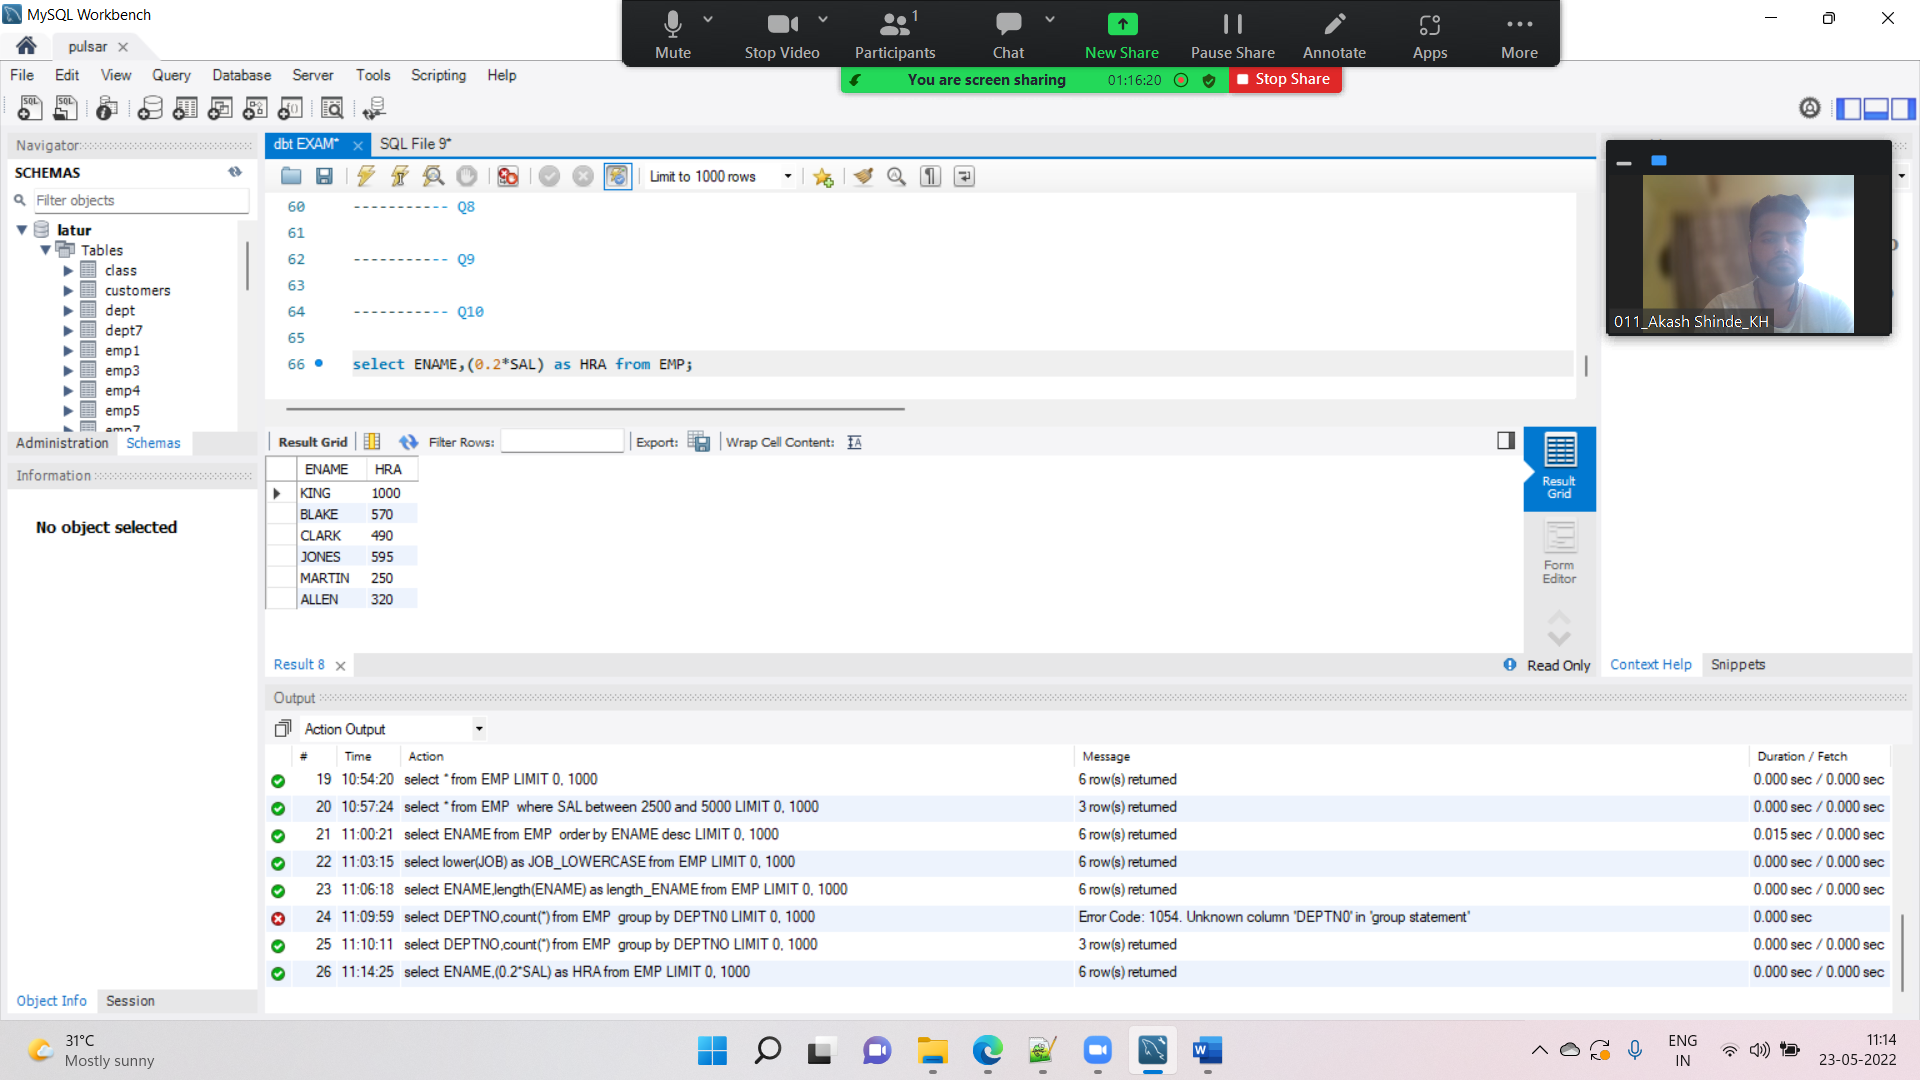 MySQL Workbench
Mute
Stop Video
1
Participants
Chat
New Share
Pause Share
Annotate
Apps
More
You are screen sharing 01:16:20 Stop Share
pulsar
File Edit View Query Database Server Tools Scripting Help
Navigator
SCHEMAS
Filter objects
latur
Tables
class
customers
dept
dept7
emp1
emp3
emp4
emp5
emp7
Administration Schemas
Information
No object selected
Object Info Session
dbt EXAM* SQL File 9*
Limit to 1000 rows
60 ----------- Q8
61
62 ----------- Q9
63
64 ----------- Q10
65
66 select ENAME,(0.2*SAL) as HRA from EMP;
Result Grid Filter Rows: Export: Wrap Cell Content:
ENAME HRA
KING 1000
BLAKE 570
CLARK 490
JONES 595
MARTIN 250
ALLEN 320
Result Grid
Form Editor
Result 8 Read Only
011_Akash Shinde_KH
Context Help Snippets
Output
Action Output
# Time Action Message Duration / Fetch
19 10:54:20 select * from EMP LIMIT 0, 1000 6 row(s) returned 0.000 sec / 0.000 sec
20 10:57:24 select * from EMP where SAL between 2500 and 5000 LIMIT 0, 1000 3 row(s) returned 0.000 sec / 0.000 sec
21 11:00:21 select ENAME from EMP order by ENAME desc LIMIT 0, 1000 6 row(s) returned 0.015 sec / 0.000 sec
22 11:03:15 select lower(JOB) as JOB_LOWERCASE from EMP LIMIT 0, 1000 6 row(s) returned 0.000 sec / 0.000 sec
23 11:06:18 select ENAME,length(ENAME) as length_ENAME from EMP LIMIT 0, 1000 6 row(s) returned 0.000 sec / 0.000 sec
24 11:09:59 select DEPTNO,count(*) from EMP group by DEPTN0 LIMIT 0, 1000 Error Code: 1054. Unknown column 'DEPTN0' in 'group statement' 0.000 sec
25 11:10:11 select DEPTNO,count(*) from EMP group by DEPTNO LIMIT 0, 1000 3 row(s) returned 0.000 sec / 0.000 sec
26 11:14:25 select ENAME,(0.2*SAL) as HRA from EMP LIMIT 0, 1000 6 row(s) returned 0.000 sec / 0.000 sec
31°C
Mostly sunny
ENG
IN
11:14
23-05-2022